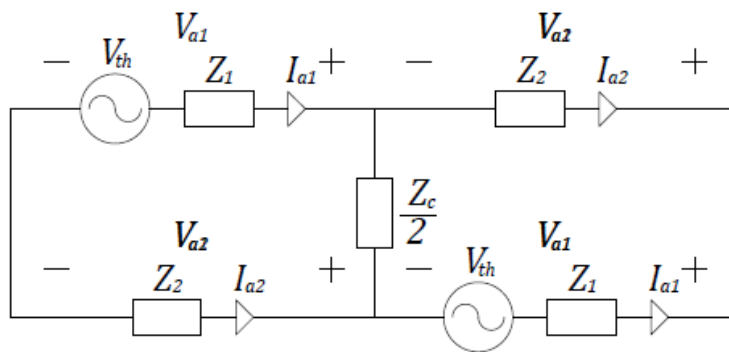 − V_a1 + − V_a2 +
V_th Z_1 I_a1 Z_2 I_a2
Z_c
2
− V_a2 + − V_a1 +
Z_2 I_a2 V_th Z_1 I_a1